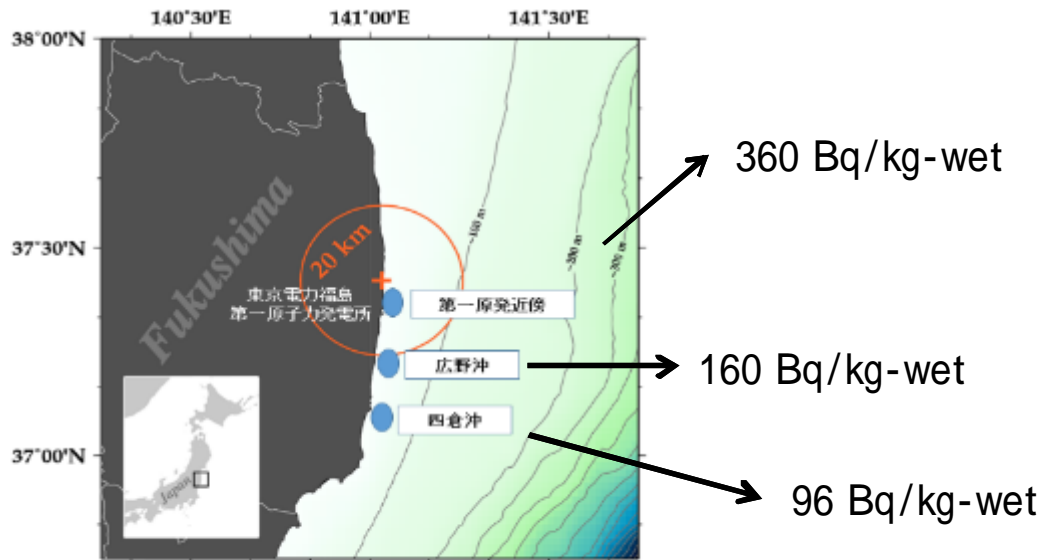 140°30'E
141°00'E
141°30'E
38°00'N
360 Bq/kg-wet
Fukushima
37°30'N
20 km
東京電力福島
第一原子力発電所
第一原発近傍
広野沖
160 Bq/kg-wet
四倉沖
37°00'N
Japan
96 Bq/kg-wet